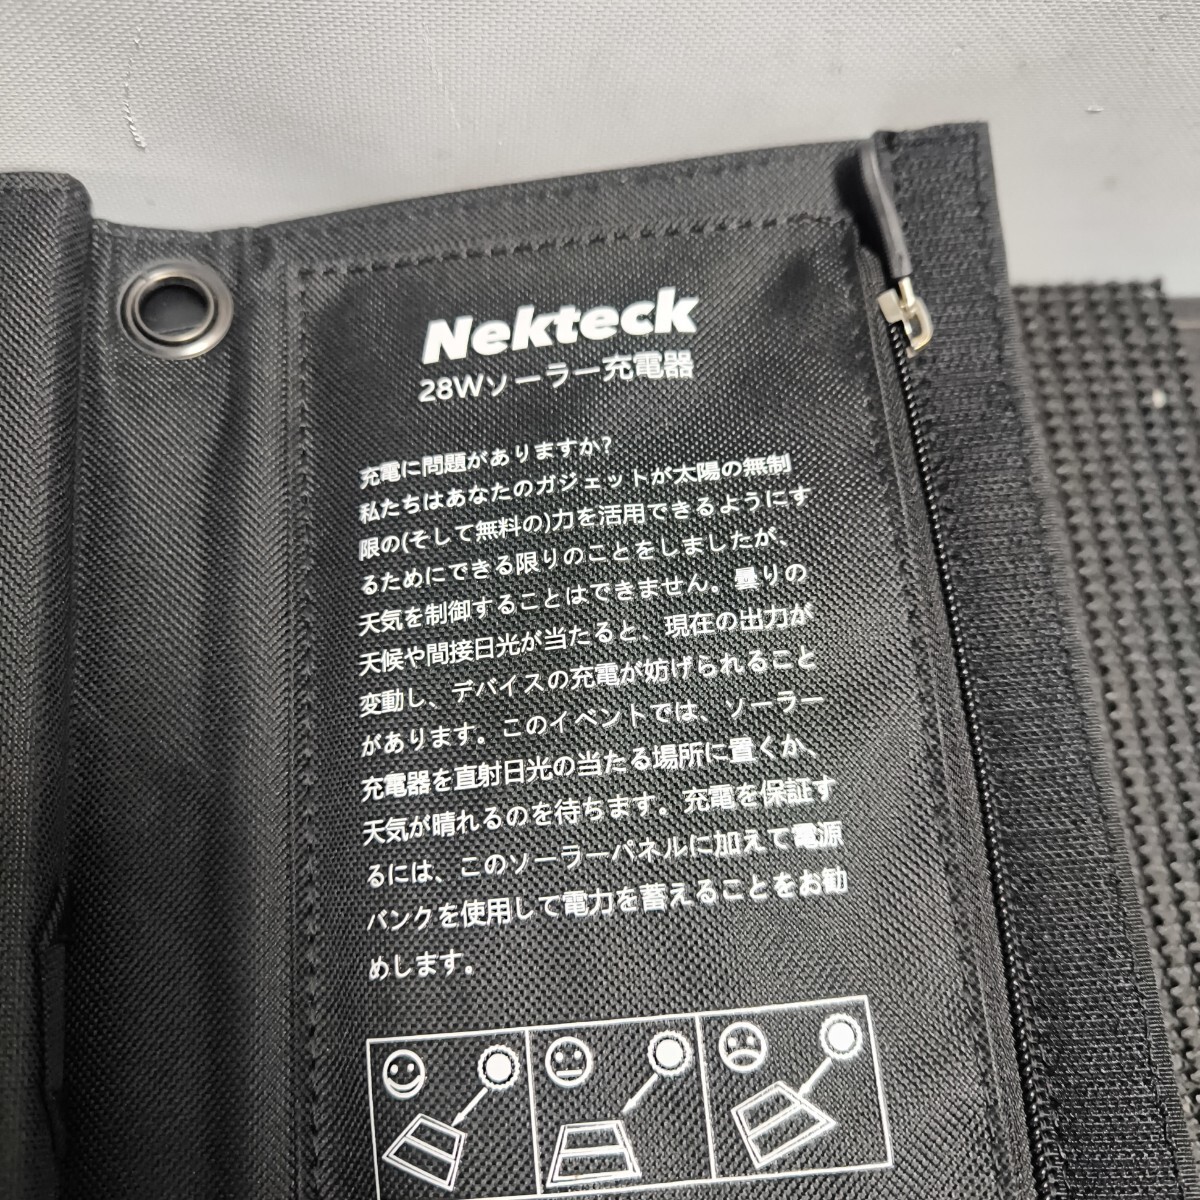 Nekteck
28Wソーラー充電器
充電に問題がありますか?
私たちはあなたのガジェットが太陽の無制
限の(そして無料の)力を活用できるようにす
るためにできる限りのことをしましたが、
天気を制御することはできません。曇りの
天候や間接日光が当たると、現在の出力が
変動し、デバイスの充電が妨げられること
があります。このイベントでは、ソーラー
充電器を直射日光の当たる場所に置くか、
天気が晴れるのを待ちます。充電を保証す
るには、このソーラーパネルに加えて電源
バンクを使用して電力を蓄えることをお勧
めします。